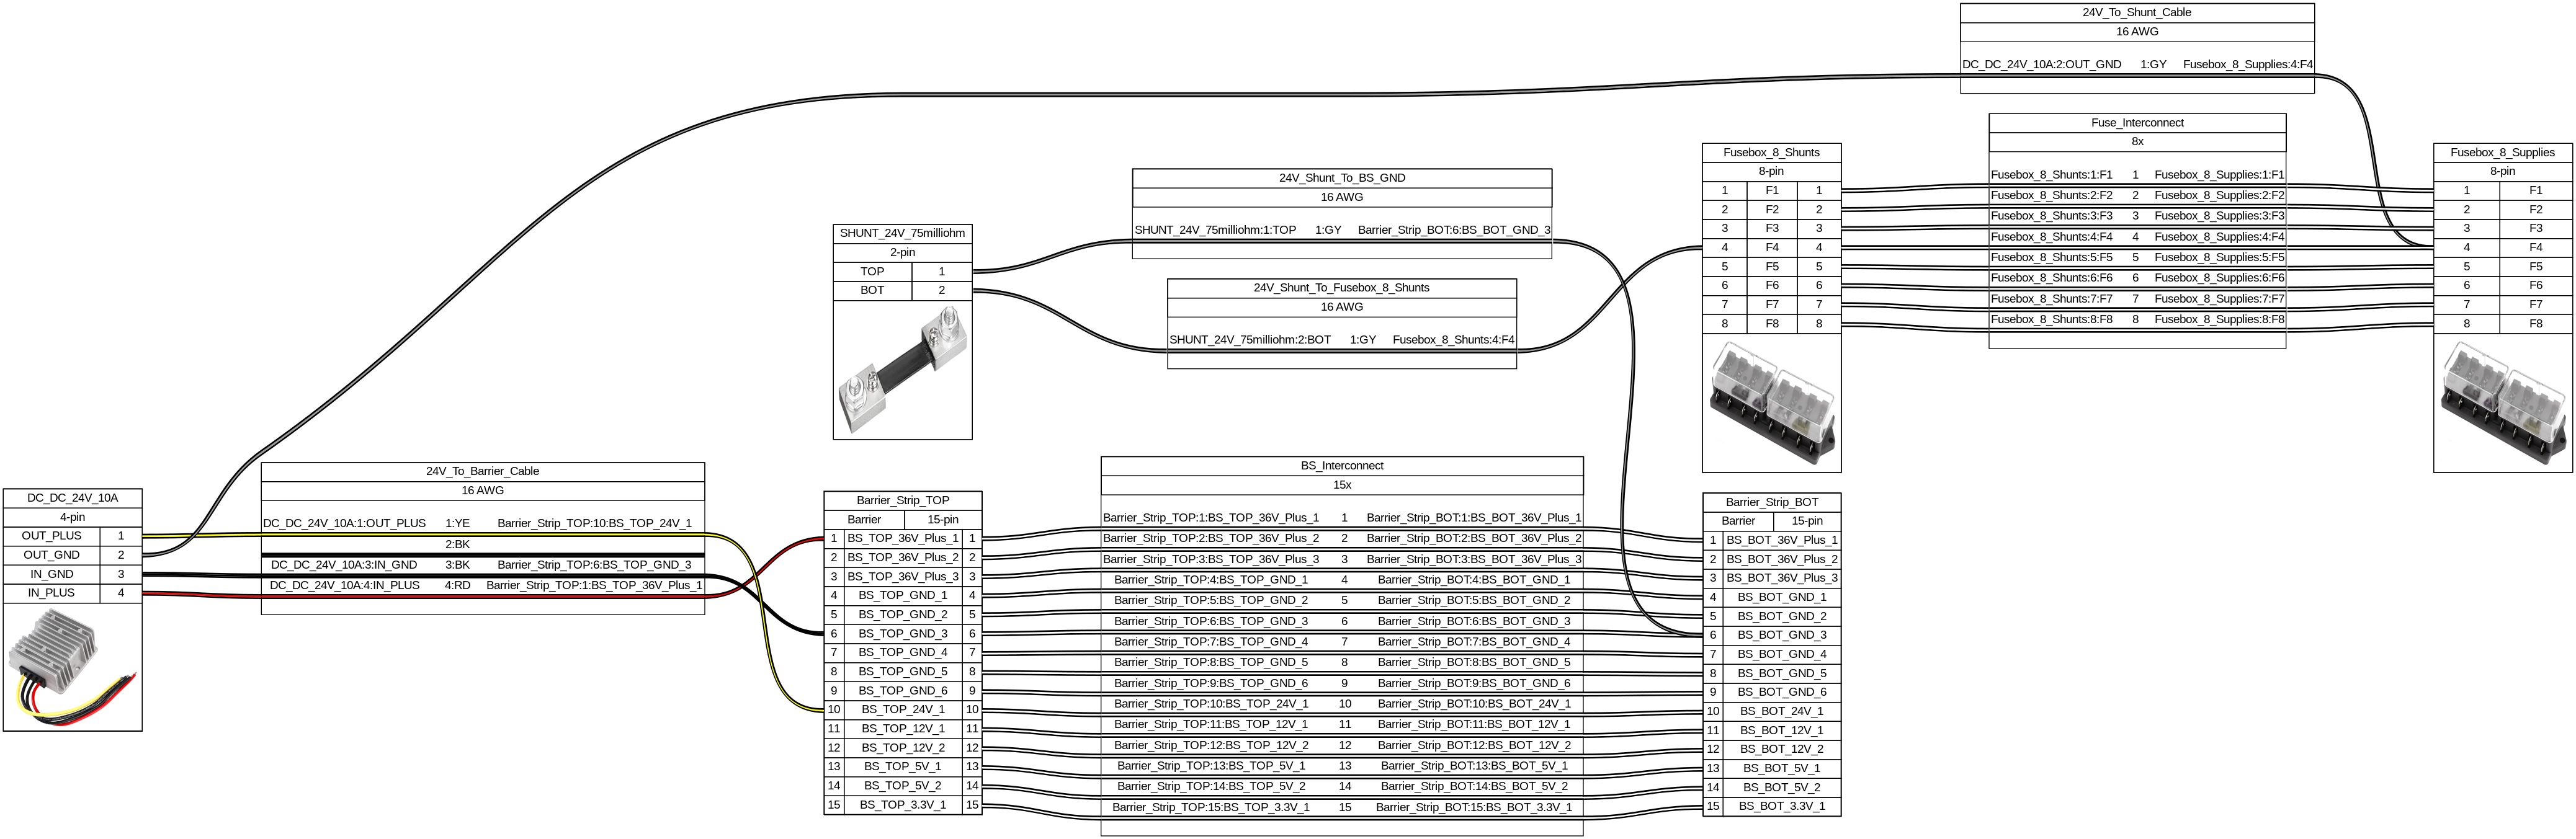 24V_To_Shunt_Cable
16 AWG
DC_DC_24V_10A:2:OUT_GND 1:GY Fusebox_8_Supplies:4:F4
Fuse_Interconnect
8x
Fusebox_8_Shunts:1:F1 1 Fusebox_8_Supplies:1:F1
Fusebox_8_Shunts:2:F2 2 Fusebox_8_Supplies:2:F2
Fusebox_8_Shunts:3:F3 3 Fusebox_8_Supplies:3:F3
Fusebox_8_Shunts:4:F4 4 Fusebox_8_Supplies:4:F4
Fusebox_8_Shunts:5:F5 5 Fusebox_8_Supplies:5:F5
Fusebox_8_Shunts:6:F6 6 Fusebox_8_Supplies:6:F6
Fusebox_8_Shunts:7:F7 7 Fusebox_8_Supplies:7:F7
Fusebox_8_Shunts:8:F8 8 Fusebox_8_Supplies:8:F8
Fusebox_8_Shunts
8-pin
1 F1 1
2 F2 2
3 F3 3
4 F4 4
5 F5 5
6 F6 6
7 F7 7
8 F8 8
Fusebox_8_Supplies
8-pin
1 F1
2 F2
3 F3
4 F4
5 F5
6 F6
7 F7
8 F8
24V_Shunt_To_BS_GND
16 AWG
SHUNT_24V_75milliohm:1:TOP 1:GY Barrier_Strip_BOT:6:BS_BOT_GND_3
SHUNT_24V_75milliohm
2-pin
TOP 1
BOT 2
24V_Shunt_To_Fusebox_8_Shunts
16 AWG
SHUNT_24V_75milliohm:2:BOT 1:GY Fusebox_8_Shunts:4:F4
24V_To_Barrier_Cable
16 AWG
DC_DC_24V_10A:1:OUT_PLUS 1:YE Barrier_Strip_TOP:10:BS_TOP_24V_1
2:BK
DC_DC_24V_10A:3:IN_GND 3:BK Barrier_Strip_TOP:6:BS_TOP_GND_3
DC_DC_24V_10A:4:IN_PLUS 4:RD Barrier_Strip_TOP:1:BS_TOP_36V_Plus_1
DC_DC_24V_10A
4-pin
OUT_PLUS 1
OUT_GND 2
IN_GND 3
IN_PLUS 4
Barrier_Strip_TOP
Barrier 15-pin
1 BS_TOP_36V_Plus_1 1
2 BS_TOP_36V_Plus_2 2
3 BS_TOP_36V_Plus_3 3
4 BS_TOP_GND_1 4
5 BS_TOP_GND_2 5
6 BS_TOP_GND_3 6
7 BS_TOP_GND_4 7
8 BS_TOP_GND_5 8
9 BS_TOP_GND_6 9
10 BS_TOP_24V_1 10
11 BS_TOP_12V_1 11
12 BS_TOP_12V_2 12
13 BS_TOP_5V_1 13
14 BS_TOP_5V_2 14
15 BS_TOP_3.3V_1 15
BS_Interconnect
15x
Barrier_Strip_TOP:1:BS_TOP_36V_Plus_1 1 Barrier_Strip_BOT:1:BS_BOT_36V_Plus_1
Barrier_Strip_TOP:2:BS_TOP_36V_Plus_2 2 Barrier_Strip_BOT:2:BS_BOT_36V_Plus_2
Barrier_Strip_TOP:3:BS_TOP_36V_Plus_3 3 Barrier_Strip_BOT:3:BS_BOT_36V_Plus_3
Barrier_Strip_TOP:4:BS_TOP_GND_1 4 Barrier_Strip_BOT:4:BS_BOT_GND_1
Barrier_Strip_TOP:5:BS_TOP_GND_2 5 Barrier_Strip_BOT:5:BS_BOT_GND_2
Barrier_Strip_TOP:6:BS_TOP_GND_3 6 Barrier_Strip_BOT:6:BS_BOT_GND_3
Barrier_Strip_TOP:7:BS_TOP_GND_4 7 Barrier_Strip_BOT:7:BS_BOT_GND_4
Barrier_Strip_TOP:8:BS_TOP_GND_5 8 Barrier_Strip_BOT:8:BS_BOT_GND_5
Barrier_Strip_TOP:9:BS_TOP_GND_6 9 Barrier_Strip_BOT:9:BS_BOT_GND_6
Barrier_Strip_TOP:10:BS_TOP_24V_1 10 Barrier_Strip_BOT:10:BS_BOT_24V_1
Barrier_Strip_TOP:11:BS_TOP_12V_1 11 Barrier_Strip_BOT:11:BS_BOT_12V_1
Barrier_Strip_TOP:12:BS_TOP_12V_2 12 Barrier_Strip_BOT:12:BS_BOT_12V_2
Barrier_Strip_TOP:13:BS_TOP_5V_1 13 Barrier_Strip_BOT:13:BS_BOT_5V_1
Barrier_Strip_TOP:14:BS_TOP_5V_2 14 Barrier_Strip_BOT:14:BS_BOT_5V_2
Barrier_Strip_TOP:15:BS_TOP_3.3V_1 15 Barrier_Strip_BOT:15:BS_BOT_3.3V_1
Barrier_Strip_BOT
Barrier 15-pin
1 BS_BOT_36V_Plus_1
2 BS_BOT_36V_Plus_2
3 BS_BOT_36V_Plus_3
4 BS_BOT_GND_1
5 BS_BOT_GND_2
6 BS_BOT_GND_3
7 BS_BOT_GND_4
8 BS_BOT_GND_5
9 BS_BOT_GND_6
10 BS_BOT_24V_1
11 BS_BOT_12V_1
12 BS_BOT_12V_2
13 BS_BOT_5V_1
14 BS_BOT_5V_2
15 BS_BOT_3.3V_1